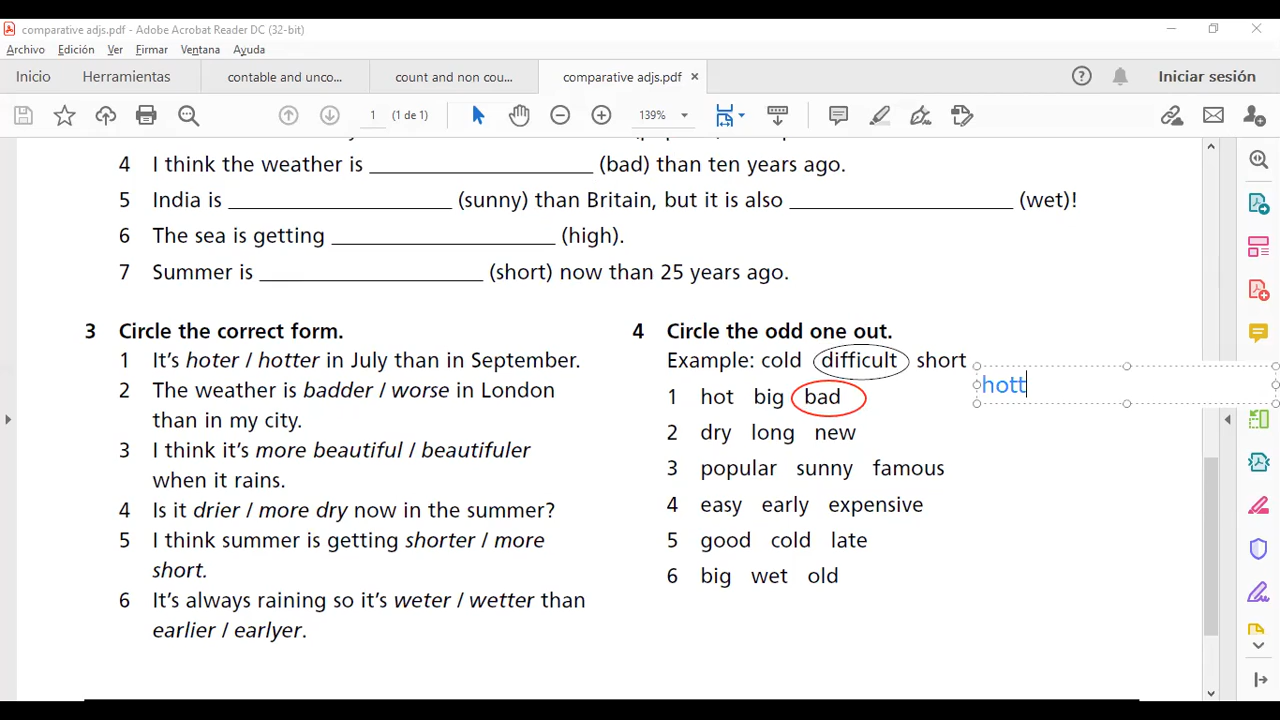 comparative adjs.pdf - Adobe Acrobat Reader DC (32-bit)
Archivo Edición Ver Firmar Ventana Ayuda
Inicio Herramientas contable and unco... count and non cou... comparative adjs.pdf × Iniciar sesión
1 (1 de 1) 139%
4 I think the weather is ____________________ (bad) than ten years ago.
5 India is ____________________ (sunny) than Britain, but it is also ____________________ (wet)!
6 The sea is getting ____________________ (high).
7 Summer is ____________________ (short) now than 25 years ago.
3 Circle the correct form.
1 It's hoter / hotter in July than in September.
2 The weather is badder / worse in London
than in my city.
3 I think it's more beautiful / beautifuler
when it rains.
4 Is it drier / more dry now in the summer?
5 I think summer is getting shorter / more
short.
6 It's always raining so it's weter / wetter than
earlier / earlyer.
4 Circle the odd one out.
Example: cold difficult short
hott
1 hot big bad
2 dry long new
3 popular sunny famous
4 easy early expensive
5 good cold late
6 big wet old